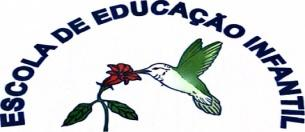 ESCOLA DE EDUCAÇÃO INFANTIL